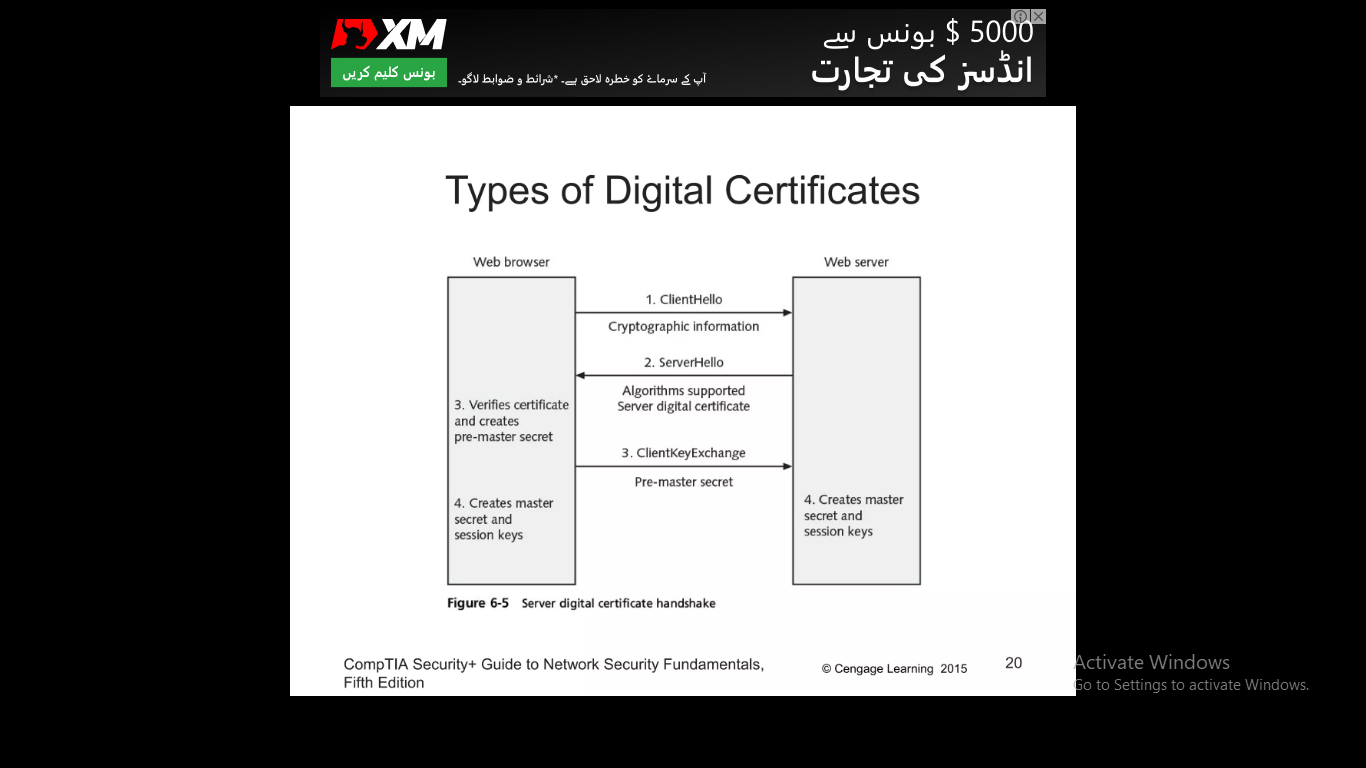 XM
بونس کلیم کریں
آپ کے سرمائے کو خطرہ لاحق ہے۔ *شرائط و ضوابط لاگو۔
5000 $ بونس سے
انڈسز کی تجارت
Types of Digital Certificates
Web browser
Web server
1. ClientHello
Cryptographic information
2. ServerHello
Algorithms supported
Server digital certificate
3. Verifies certificate
and creates
pre-master secret
3. ClientKeyExchange
Pre-master secret
4. Creates master
secret and
session keys
4. Creates master
secret and
session keys
Figure 6-5 Server digital certificate handshake
CompTIA Security+ Guide to Network Security Fundamentals,
Fifth Edition
© Cengage Learning 2015
20
Activate Windows
Go to Settings to activate Windows.